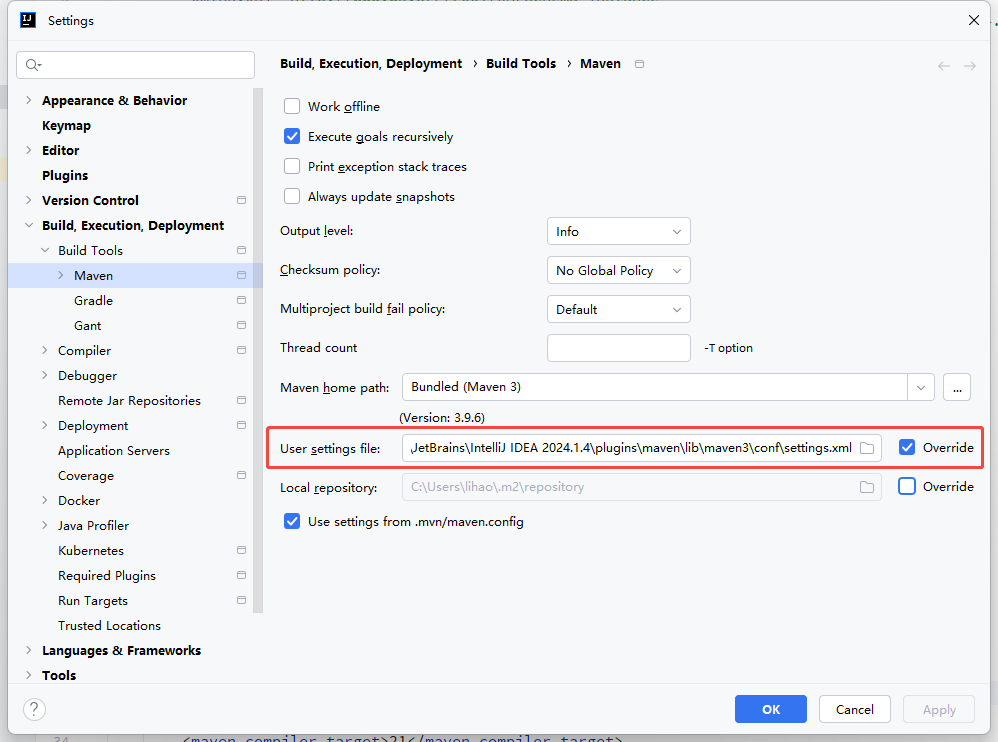 Settings
Build, Execution, Deployment › Build Tools › Maven
Appearance & Behavior
Keymap
Editor
Plugins
Version Control
Build, Execution, Deployment
Build Tools
Maven
Gradle
Gant
Compiler
Debugger
Remote Jar Repositories
Deployment
Application Servers
Coverage
Docker
Java Profiler
Kubernetes
Required Plugins
Run Targets
Trusted Locations
Languages & Frameworks
Tools
Work offline
Execute goals recursively
Print exception stack traces
Always update snapshots
Output level: Info
Checksum policy: No Global Policy
Multiproject build fail policy: Default
Thread count -T option
Maven home path: Bundled (Maven 3) ...
(Version: 3.9.6)
User settings file: JetBrains\IntelliJ IDEA 2024.1.4\plugins\maven\lib\maven3\conf\settings.xml Override
Local repository: C:\Users\lihao\.m2\repository Override
Use settings from .mvn/maven.config
? OK Cancel Apply
34 <maven.compiler.target>21</maven.compiler.target>